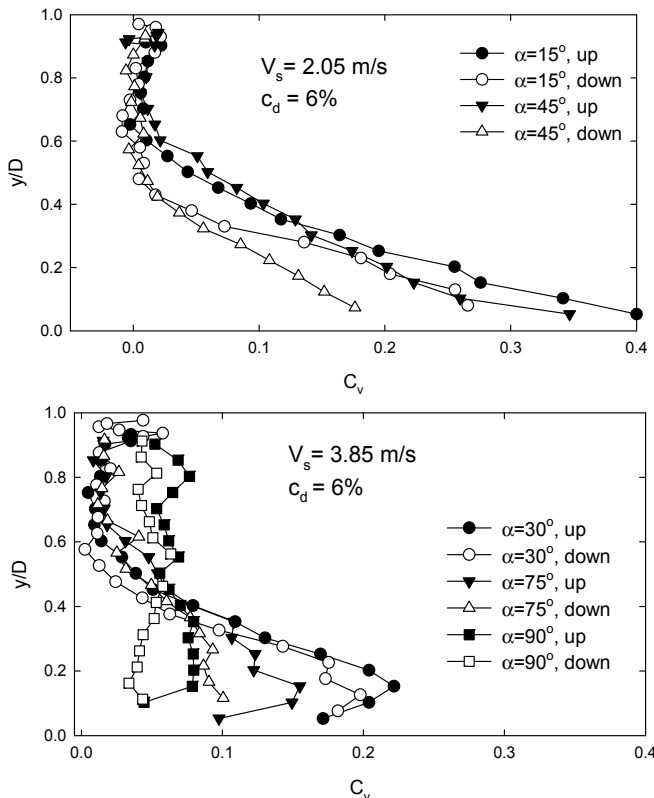 1.0
0.8
0.6
0.4
0.2
0.0
y/D
V_s = 2.05 m/s
c_d = 6%
α=15°, up
α=15°, down
α=45°, up
α=45°, down
0.0 0.1 0.2 0.3 0.4
C_v
1.0
0.8
0.6
0.4
0.2
0.0
y/D
V_s = 3.85 m/s
c_d = 6%
α=30°, up
α=30°, down
α=75°, up
α=75°, down
α=90°, up
α=90°, down
0.0 0.1 0.2 0.3 0.4
C_v